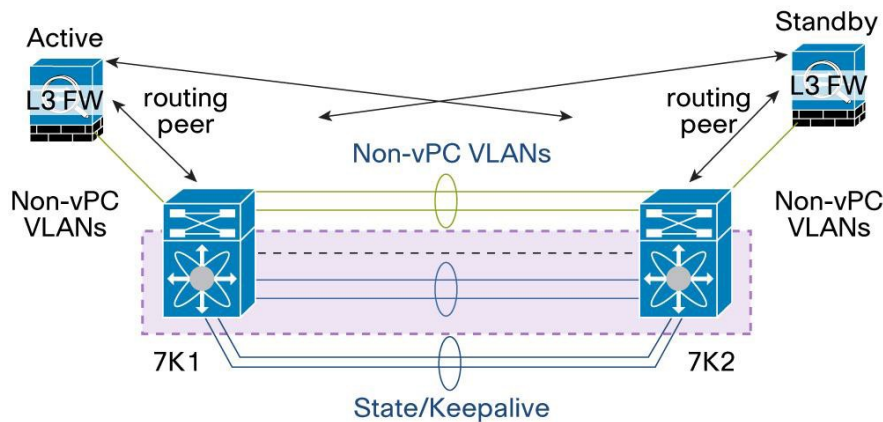 Active
Standby
L3 FW
L3 FW
routing
peer
routing
peer
Non-vPC VLANs
Non-vPC
VLANs
Non-vPC
VLANs
7K1
7K2
State/Keepalive